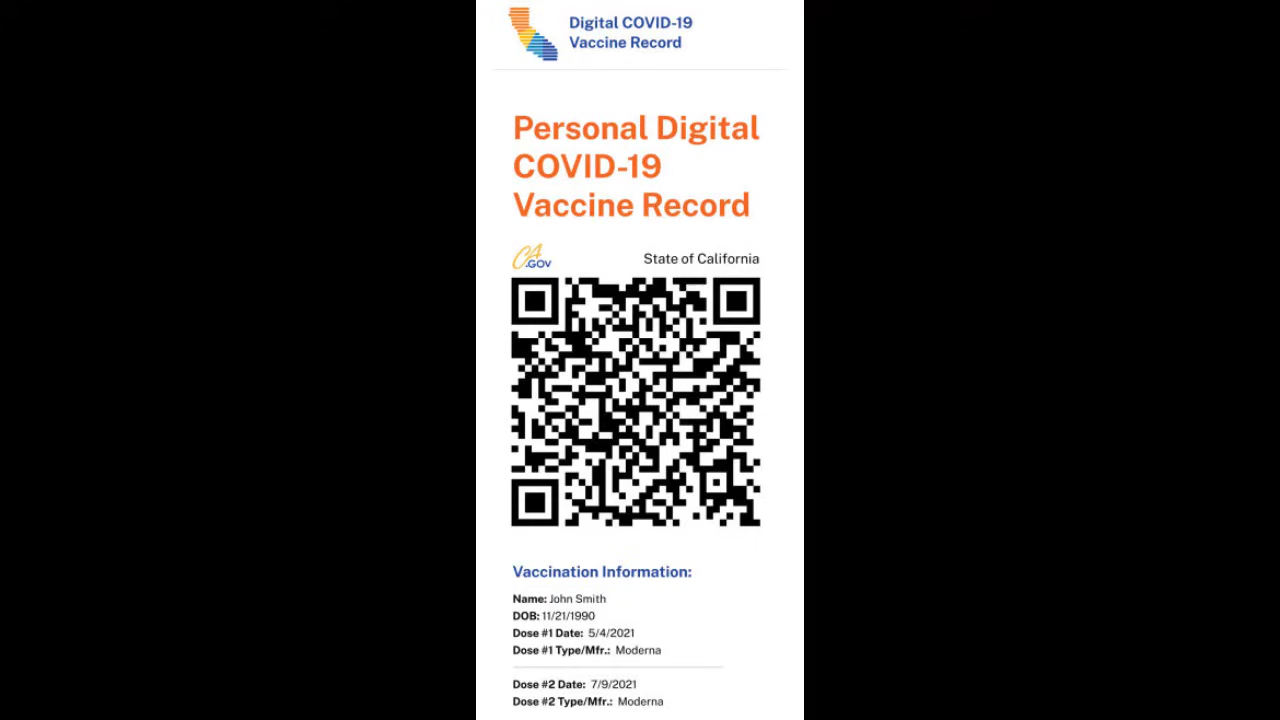 Digital COVID-19
Vaccine Record
Personal Digital
COVID-19
Vaccine Record
CA
.GOV
State of California
Vaccination Information:
Name: John Smith
DOB: 11/21/1990
Dose #1 Date: 5/4/2021
Dose #1 Type/Mfr.: Moderna
Dose #2 Date: 7/9/2021
Dose #2 Type/Mfr.: Moderna